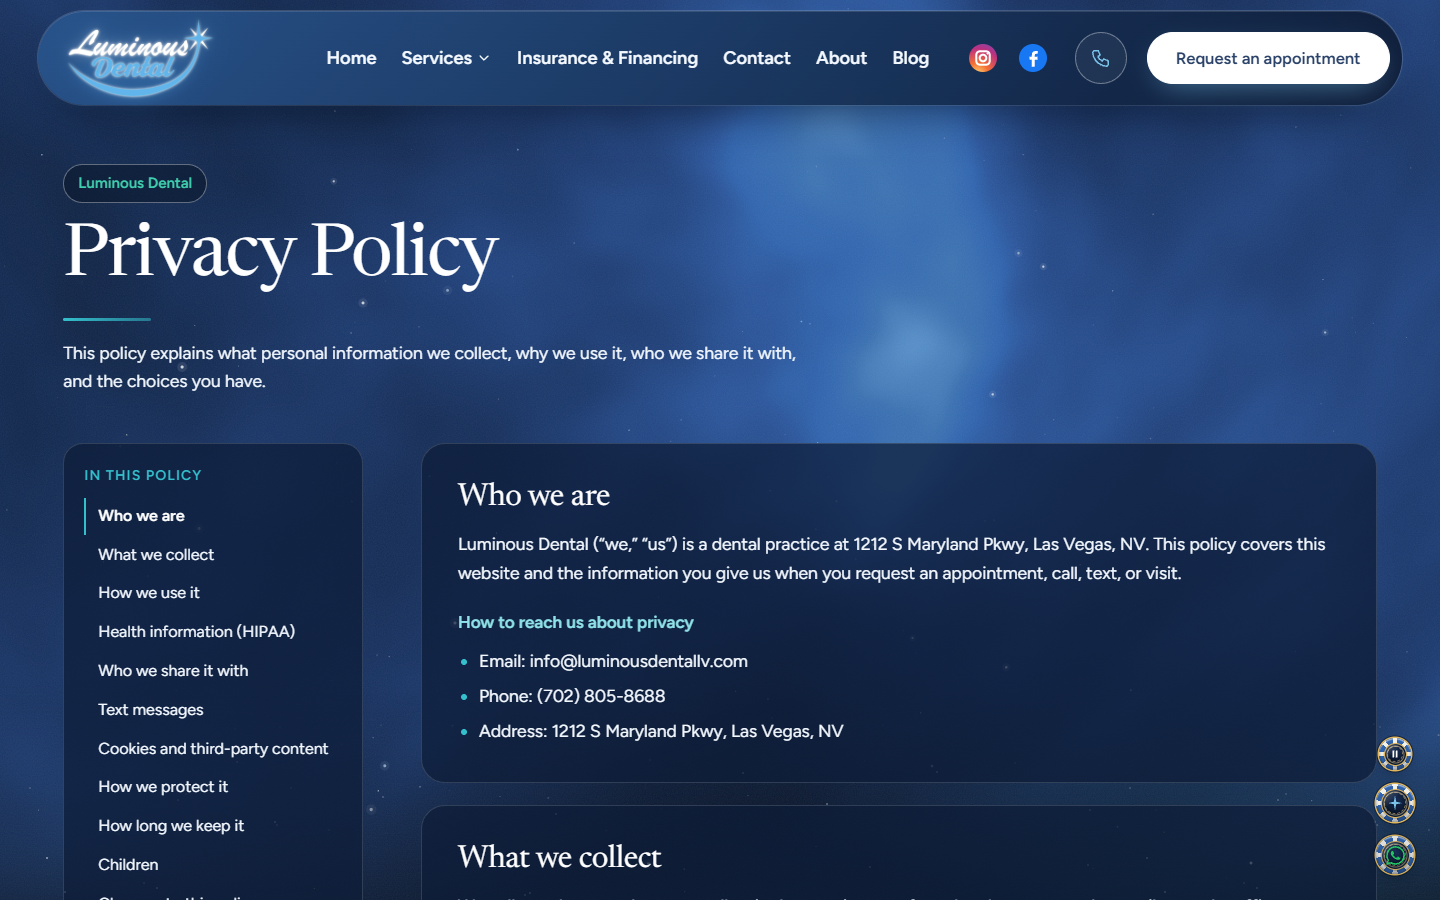 Luminous
Dental
Home
Services
Insurance & Financing
Contact
About
Blog
Request an appointment
Luminous Dental
Privacy Policy
This policy explains what personal information we collect, why we use it, who we share it with,
and the choices you have.
IN THIS POLICY
Who we are
What we collect
How we use it
Health information (HIPAA)
Who we share it with
Text messages
Cookies and third-party content
How we protect it
How long we keep it
Children
Who we are
Luminous Dental (“we,” “us”) is a dental practice at 1212 S Maryland Pkwy, Las Vegas, NV. This policy covers this
website and the information you give us when you request an appointment, call, text, or visit.
How to reach us about privacy
Email: info@luminousdentallv.com
Phone: (702) 805-8688
Address: 1212 S Maryland Pkwy, Las Vegas, NV
What we collect